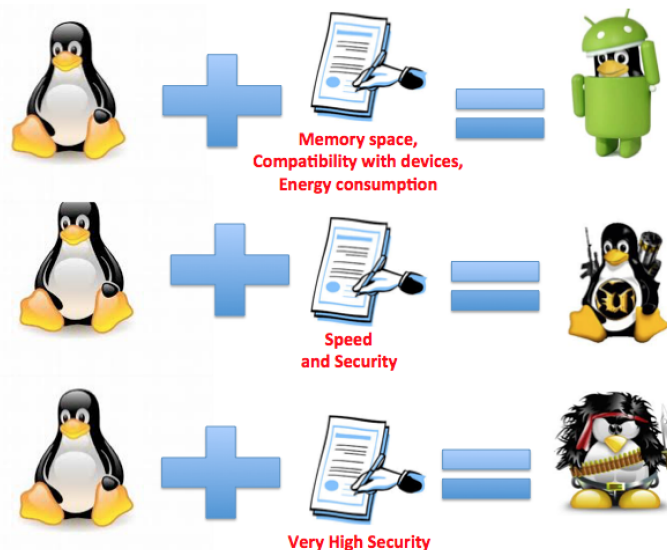 Memory space,
Compatibility with devices,
Energy consumption
Speed
and Security
Very High Security